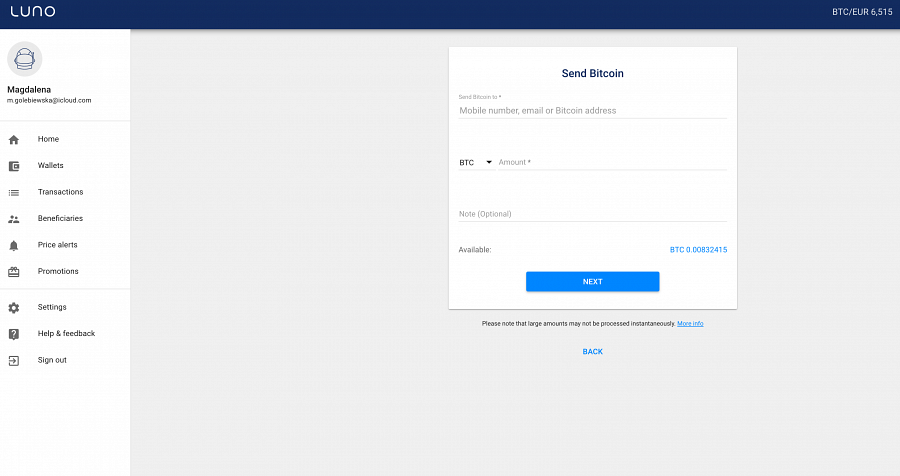 LUNO
BTC/EUR 6,515
Magdalena
m.golebiewska@icloud.com
Home
Wallets
Transactions
Beneficiaries
Price alerts
Promotions
Settings
Help & feedback
Sign out
Send Bitcoin
Send Bitcoin to *
Mobile number, email or Bitcoin address
BTC Amount *
Note (Optional)
Available: BTC 0.00832415
NEXT
Please note that large amounts may not be processed instantaneously. More info
BACK